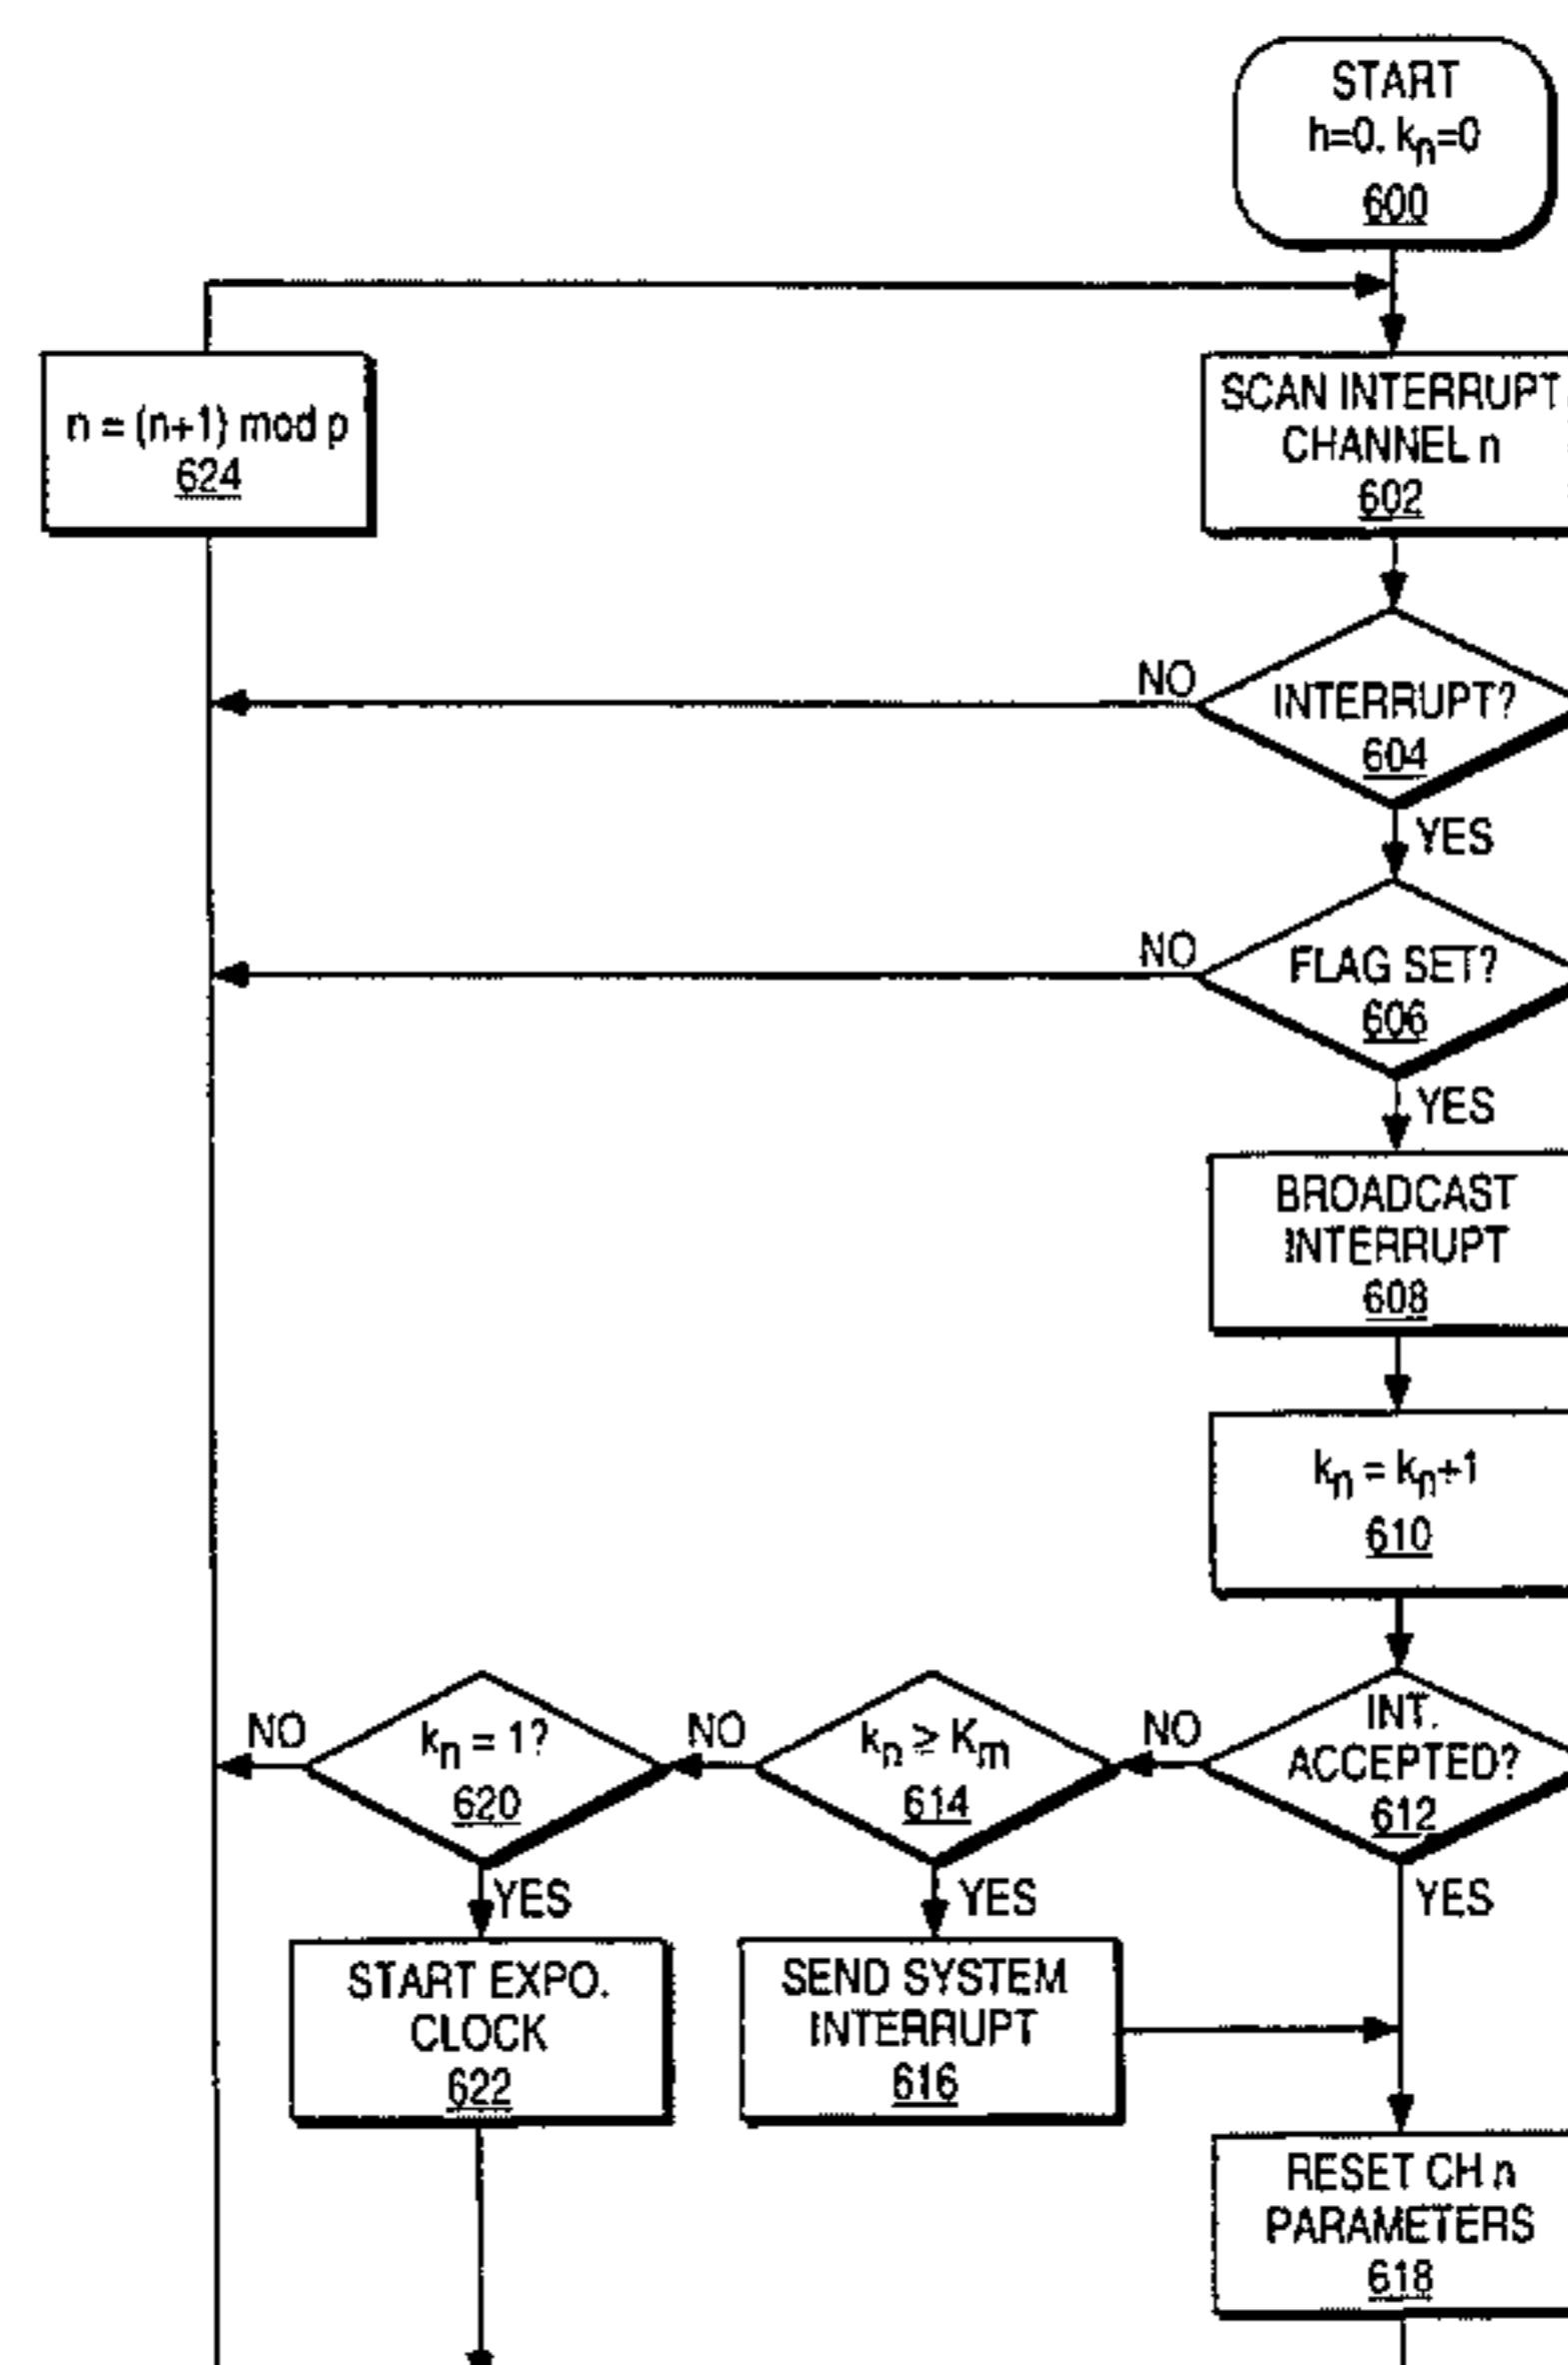 START
h=0. kn=0
600
n = (n+1) mod p
624
SCAN INTERRUPT
CHANNEL n
602
NO
INTERRUPT?
604
YES
NO
FLAG SET?
606
YES
BROADCAST
INTERRUPT
608
kn = kn+1
610
NO
kn = 1?
620
NO
kn ≥ Km
614
NO
INT.
ACCEPTED?
612
YES
YES
YES
START EXPO.
CLOCK
622
SEND SYSTEM
INTERRUPT
616
RESET CH n
PARAMETERS
618